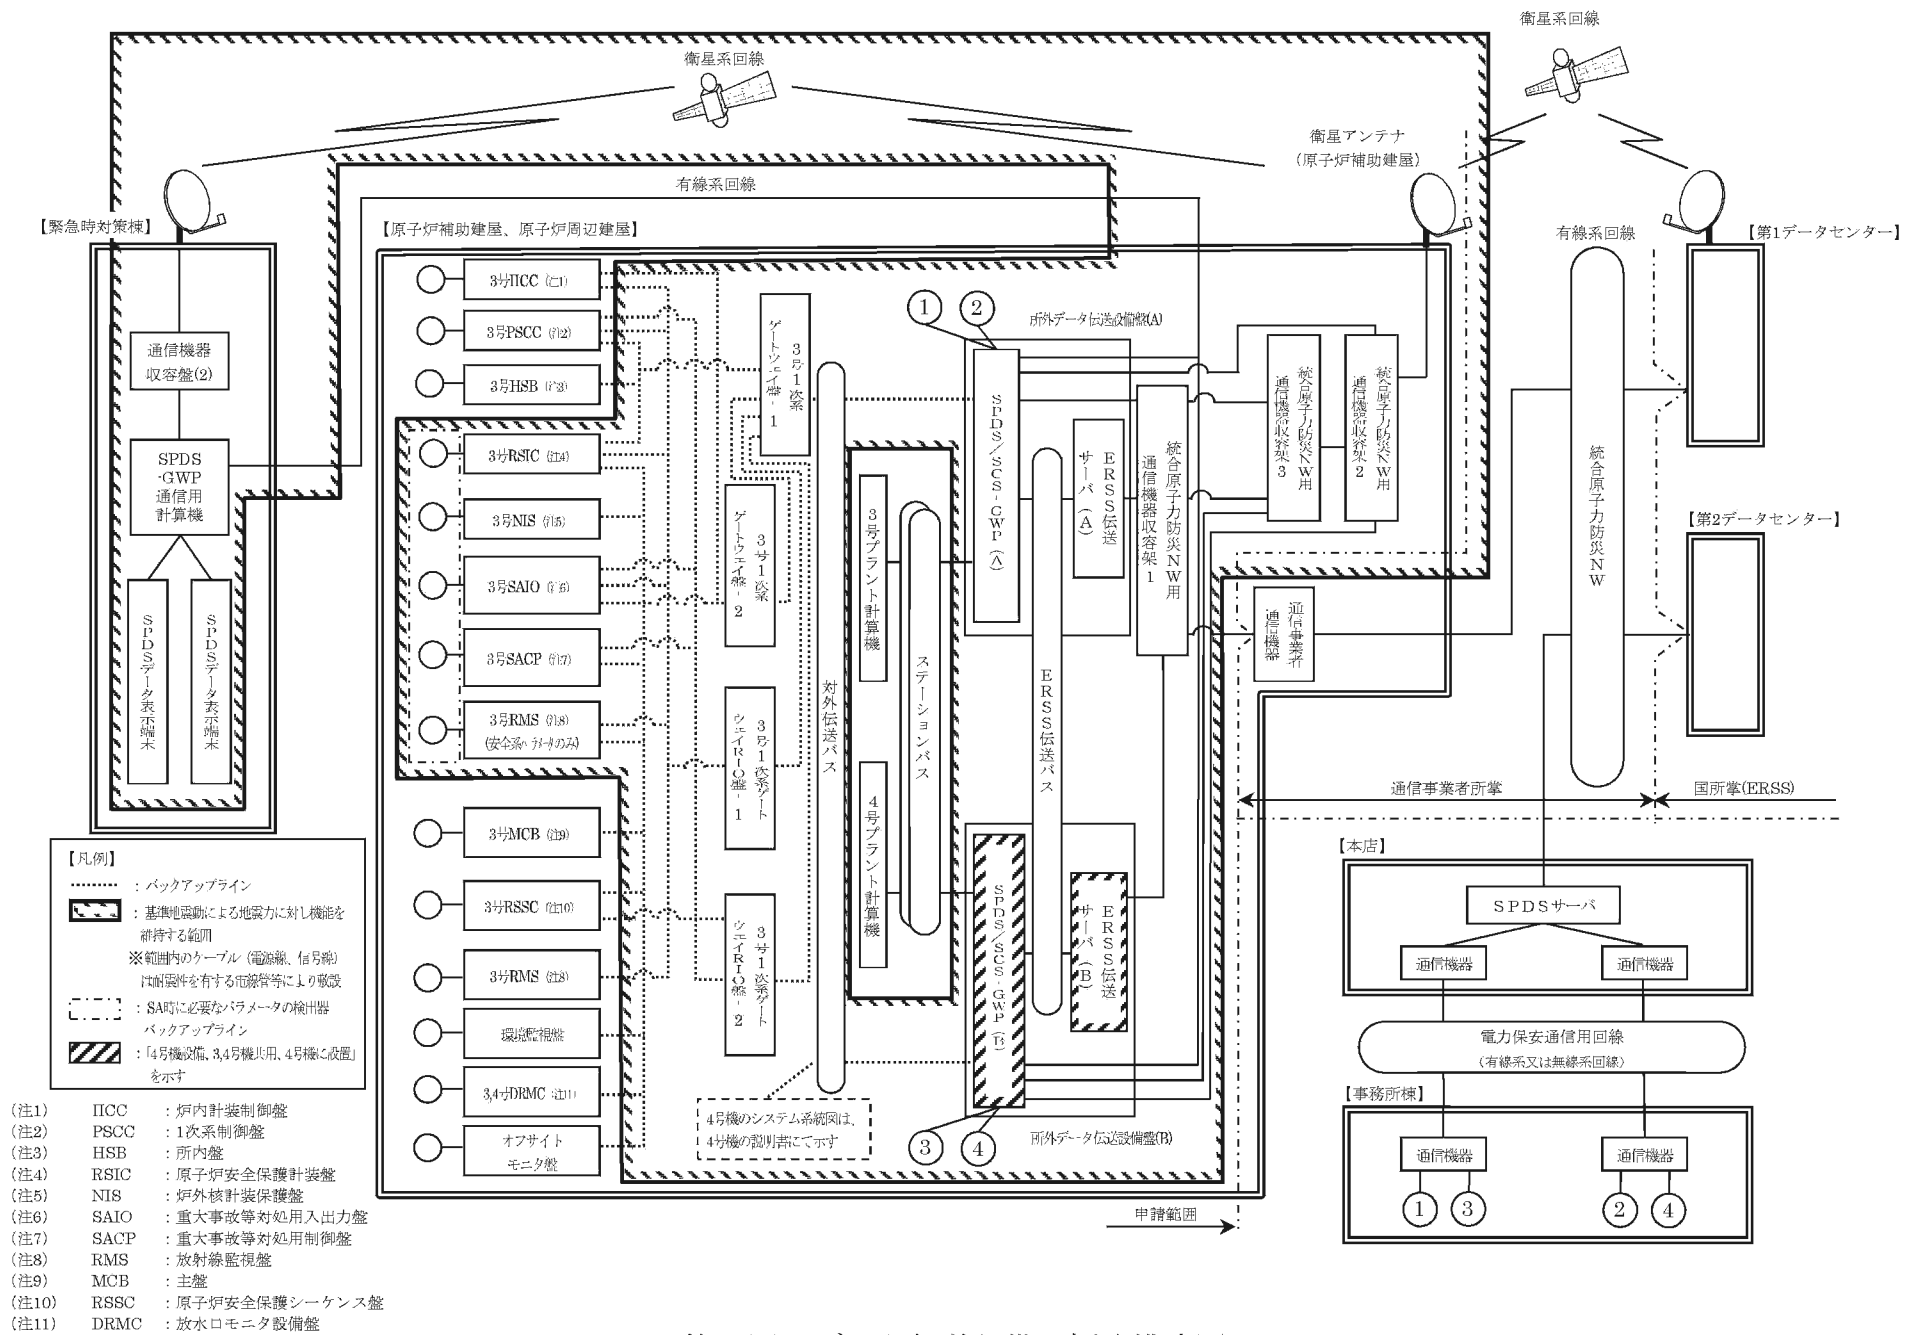 衛星系回線
衛星系回線
衛星アンテナ
(原子炉補助建屋)
有線系回線
【緊急時対策棟】
【原子炉補助建屋、原子炉周辺建屋】
有線系回線
【第1データセンター】
通信機器
収容盤(2)
SPDS
-GWP
通信用
計算機
SPDSデータ表示端末
SPDSデータ表示端末
3号IICC (注1)
3号PSCC (注2)
3号HSB (注3)
3号RSIC (注4)
3号NIS (注5)
3号SAIO (注6)
3号SACP (注7)
3号RMS (注8)
(安全系パラメータのみ)
3号MCB (注9)
3号RSSC (注10)
3号RMS (注8)
環境監視盤
3,4号DRMC (注11)
オフサイト
モニタ盤
3号1次系
ゲートウェイ盤-1
3号1次系
ゲートウェイ盤-2
3号1次系ゲート
ウェイRIO盤-1
3号1次系ゲート
ウェイRIO盤-2
対外伝送バス
3号プラント計算機
4号プラント計算機
ステーションバス
① ②
所外データ伝送設備盤(A)
SPDS/SCS-GWP(A)
ERSS伝送
サーバ(A)
ERSS伝送バス
統合原子力防災NW用
通信機器収容架1
統合原子力防災NW用
通信機器収容架3
統合原子力防災NW用
通信機器収容架2
SPDS/SCS-GWP(B)
ERSS伝送
サーバ(B)
③ ④
所外データ伝送設備盤(B)
4号機のシステム系統図は、
4号機の説明書にて示す
通信事業者
通信機器
統合原子力防災NW
【第2データセンター】
通信事業者所掌
国所掌(ERSS)
申請範囲
【本店】
SPDSサーバ
通信機器
通信機器
電力保安通信用回線
(有線系又は無線系回線)
【事務所棟】
通信機器
通信機器
① ③
② ④
【凡例】
:バックアップライン
:基準地震動による地震力に対し機能を
維持する範囲
※範囲内のケーブル(電源線、信号線)
は耐震性を有する電線管等により敷設
:SA時に必要なパラメータの検出器
バックアップライン
:「4号機設備、3,4号機共用、4号機に設置」
を示す
(注1) IICC :炉内計装制御盤
(注2) PSCC :1次系制御盤
(注3) HSB :所内盤
(注4) RSIC :原子炉安全保護計装盤
(注5) NIS :炉外核計装保護盤
(注6) SAIO :重大事故等対処用入出力盤
(注7) SACP :重大事故等対処用制御盤
(注8) RMS :放射線監視盤
(注9) MCB :主盤
(注10) RSSC :原子炉安全保護シーケンス盤
(注11) DRMC :放水口モニタ設備盤